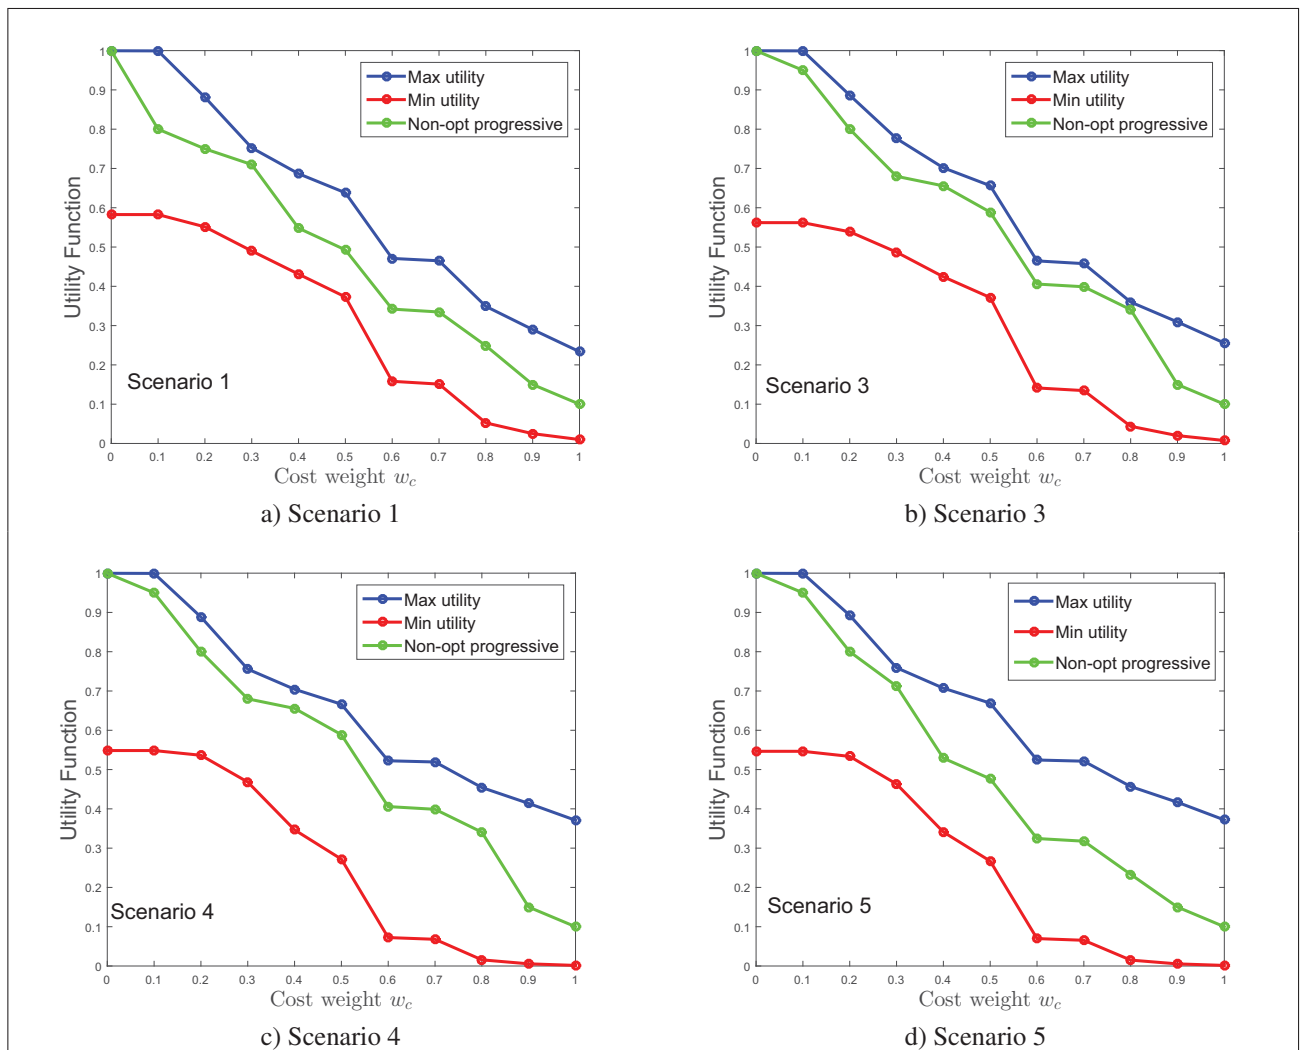 1
0.9
0.8
0.7
0.6
0.5
0.4
0.3
0.2
0.1
0
Utility Function
Max utility
Min utility
Non-opt progressive
Scenario 1
0 0.1 0.2 0.3 0.4 0.5 0.6 0.7 0.8 0.9 1
Cost weight w_c
a) Scenario 1
1
0.9
0.8
0.7
0.6
0.5
0.4
0.3
0.2
0.1
0
Utility Function
Max utility
Min utility
Non-opt progressive
Scenario 3
0 0.1 0.2 0.3 0.4 0.5 0.6 0.7 0.8 0.9 1
Cost weight w_c
b) Scenario 3
1
0.9
0.8
0.7
0.6
0.5
0.4
0.3
0.2
0.1
0
Utility Function
Max utility
Min utility
Non-opt progressive
Scenario 4
0 0.1 0.2 0.3 0.4 0.5 0.6 0.7 0.8 0.9 1
Cost weight w_c
c) Scenario 4
1
0.9
0.8
0.7
0.6
0.5
0.4
0.3
0.2
0.1
0
Utility Function
Max utility
Min utility
Non-opt progressive
Scenario 5
0 0.1 0.2 0.3 0.4 0.5 0.6 0.7 0.8 0.9 1
Cost weight w_c
d) Scenario 5